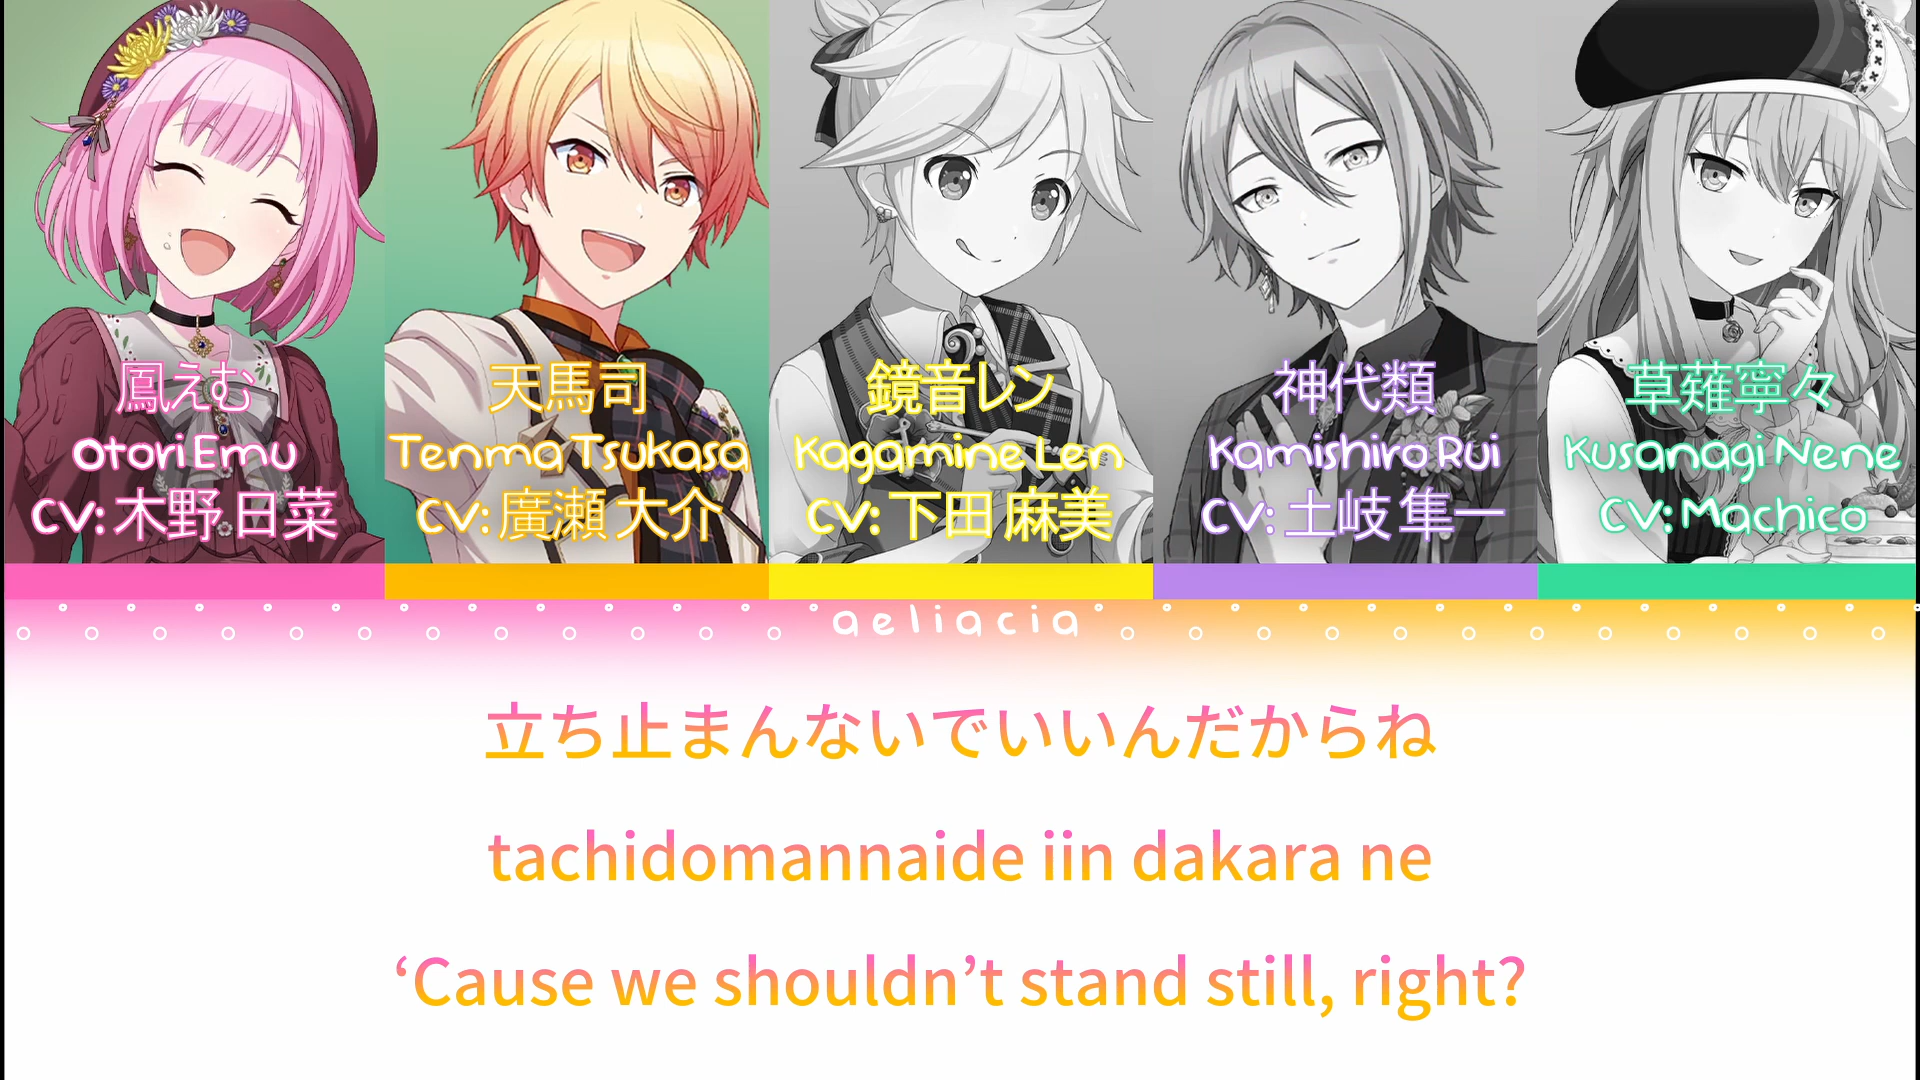 鳳えむ
Otori Emu
CV: 木野 日菜
天馬司
Tenma Tsukasa
CV: 廣瀬 大介
鏡音レン
Kagamine Len
CV: 下田 麻美
神代類
Kamishiro Rui
CV: 土岐 隼一
草薙寧々
Kusanagi Nene
CV: Machico
aeliacia
立ち止まんないでいいんだからね
tachidomannaide iin dakara ne
‘Cause we shouldn’t stand still, right?